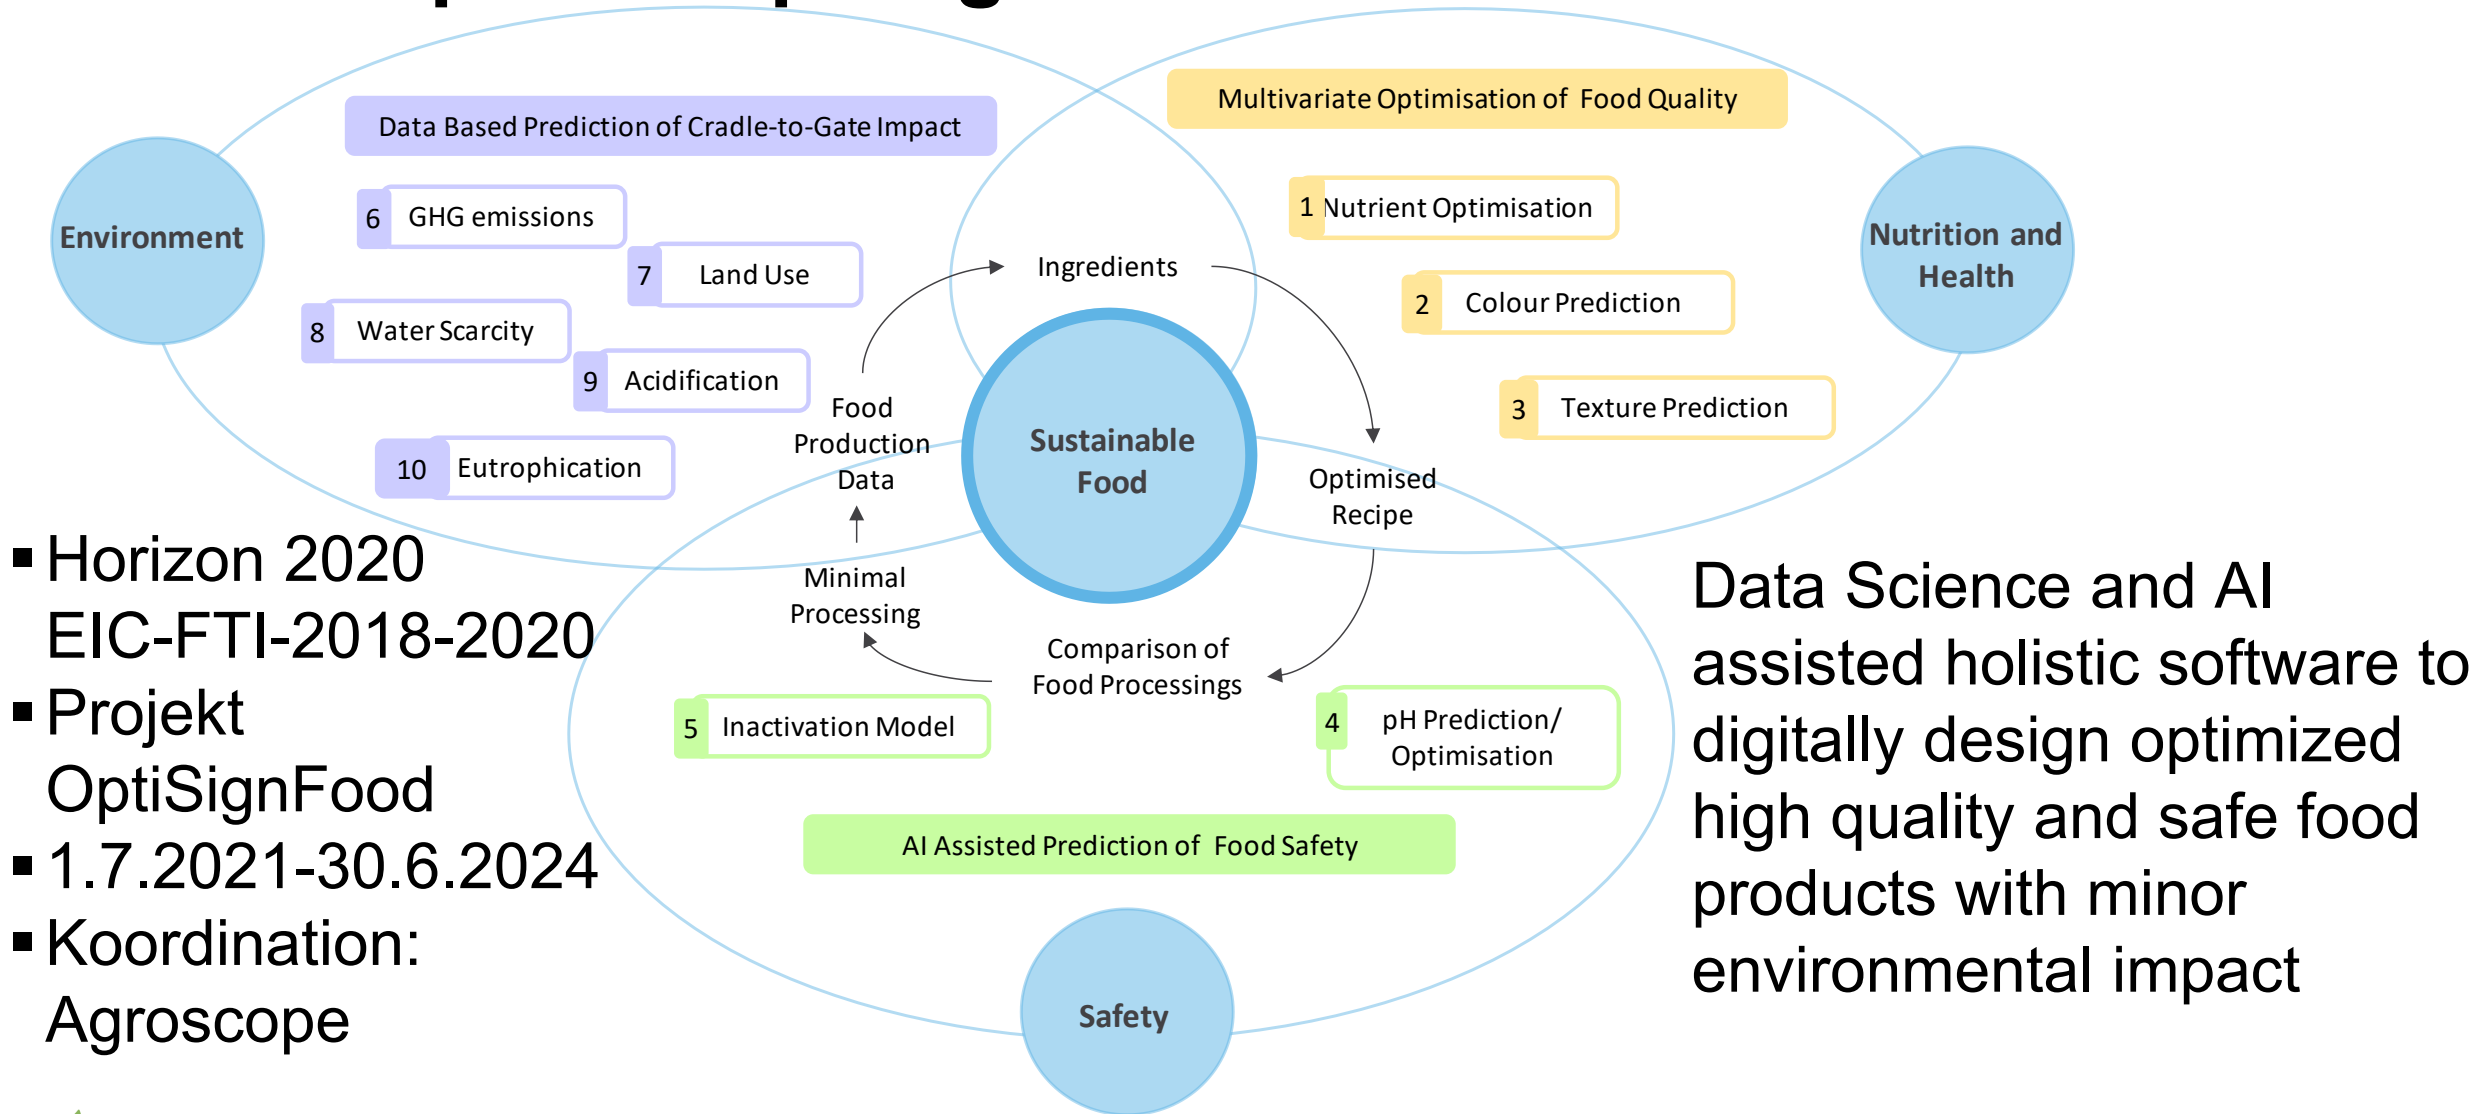 Data Based Prediction of Cradle-to-Gate Impact
Multivariate Optimisation of Food Quality
Environment
6 GHG emissions
7 Land Use
8 Water Scarcity
9 Acidification
10 Eutrophication
1 Nutrient Optimisation
2 Colour Prediction
3 Texture Prediction
Nutrition and
Health
Ingredients
Food
Production
Data
Sustainable
Food
Optimised
Recipe
Minimal
Processing
Comparison of
Food Processings
5 Inactivation Model
4 pH Prediction/
Optimisation
AI Assisted Prediction of Food Safety
Safety
▪ Horizon 2020
EIC-FTI-2018-2020
▪ Projekt
OptiSignFood
▪ 1.7.2021-30.6.2024
▪ Koordination:
Agroscope
Data Science and AI
assisted holistic software to
digitally design optimized
high quality and safe food
products with minor
environmental impact